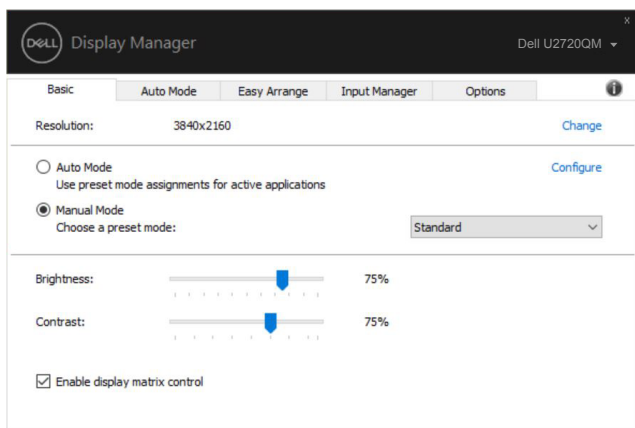 x
DELL Display Manager
Dell U2720QM
Basic Auto Mode Easy Arrange Input Manager Options i
Resolution: 3840x2160 Change
Auto Mode Configure
Use preset mode assignments for active applications
Manual Mode
Choose a preset mode: Standard
Brightness: 75%
Contrast: 75%
Enable display matrix control